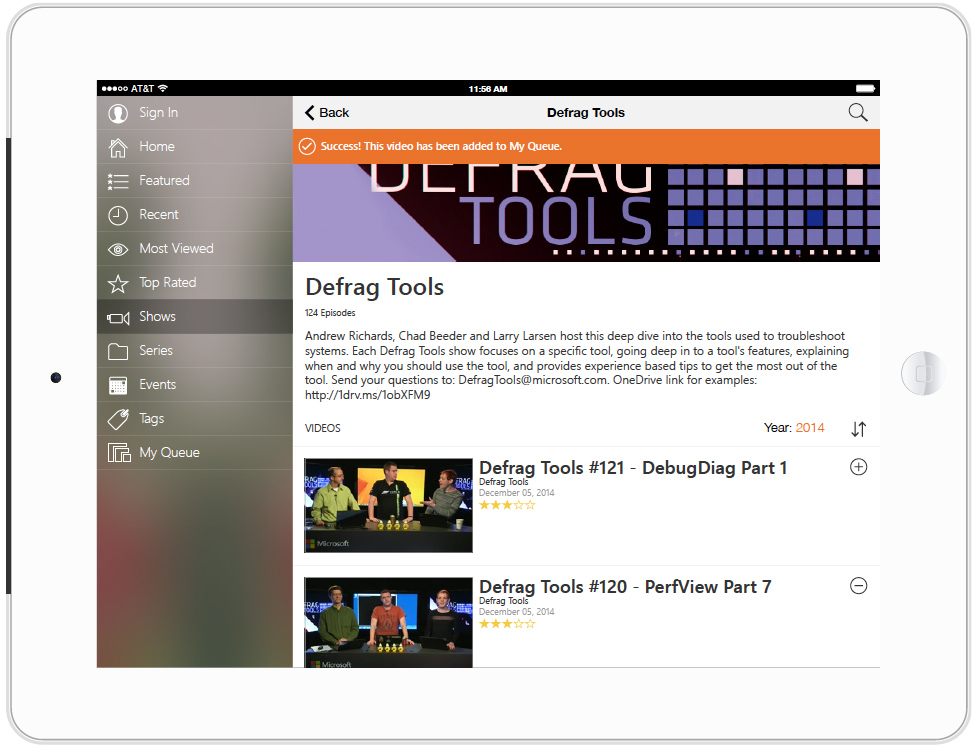 AT&T
11:56 AM
Sign In
Home
Featured
Recent
Most Viewed
Top Rated
Shows
Series
Events
Tags
My Queue
Back
Defrag Tools
Success! This video has been added to My Queue.
DEFRAG
TOOLS
Defrag Tools
124 Episodes
Andrew Richards, Chad Beeder and Larry Larsen host this deep dive into the tools used to troubleshoot
systems. Each Defrag Tools show focuses on a specific tool, going deep in to a tool's features, explaining
when and why you should use the tool, and provides experience based tips to get the most out of the
tool. Send your questions to: DefragTools@microsoft.com. OneDrive link for examples:
http://1drv.ms/1obXFM9
VIDEOS
Year: 2014
Defrag Tools #121 - DebugDiag Part 1
Defrag Tools
December 05, 2014
Microsoft
Defrag Tools #120 - PerfView Part 7
Defrag Tools
December 05, 2014
Microsoft